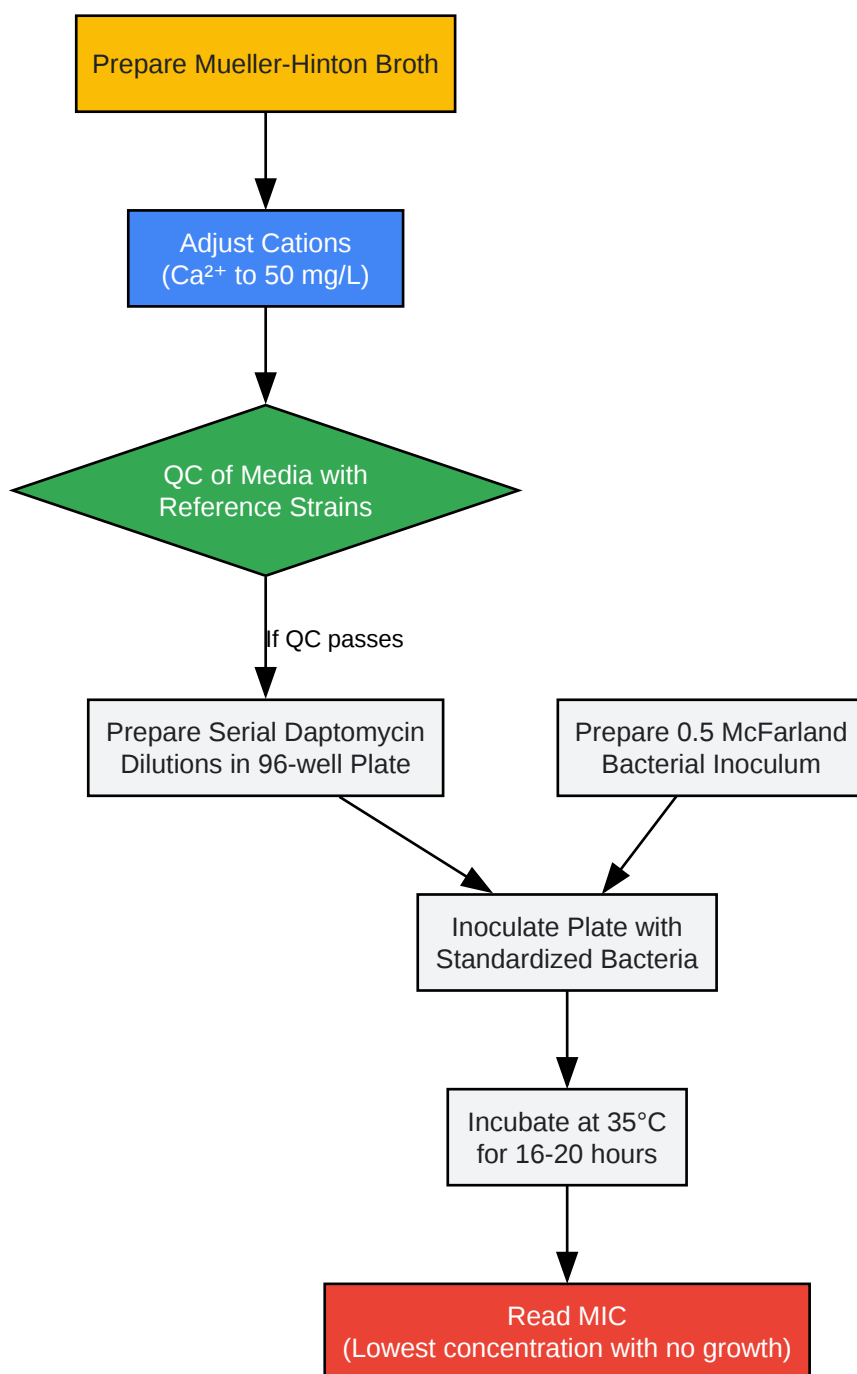 Prepare Mueller-Hinton Broth
Adjust Cations
(Ca²⁺ to 50 mg/L)
QC of Media with
Reference Strains
If QC passes
Prepare Serial Daptomycin
Dilutions in 96-well Plate
Prepare 0.5 McFarland
Bacterial Inoculum
Inoculate Plate with
Standardized Bacteria
Incubate at 35°C
for 16-20 hours
Read MIC
(Lowest concentration with no growth)